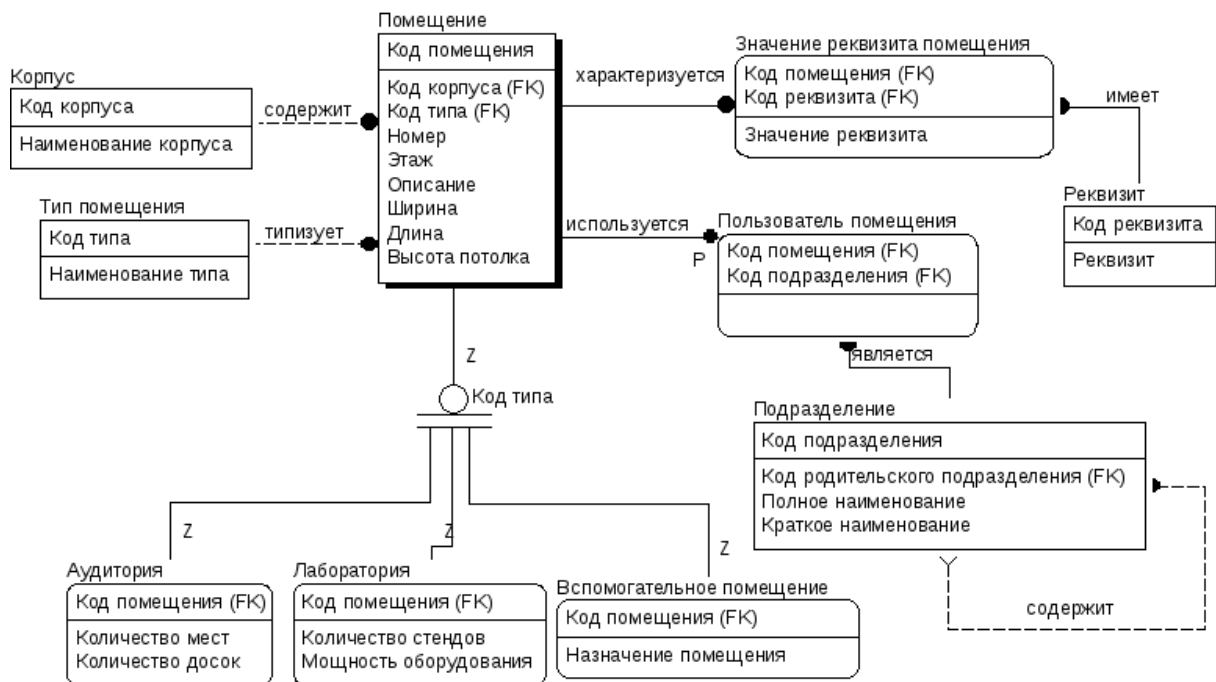 Помещение
Код помещения
Код корпуса (FK)
Код типа (FK)
Номер
Этаж
Описание
Ширина
Длина
Высота потолка
Корпус
Код корпуса
Наименование корпуса
содержит
Тип помещения
Код типа
Наименование типа
типизует
характеризуется
Значение реквизита помещения
Код помещения (FK)
Код реквизита (FK)
Значение реквизита
имеет
Реквизит
Код реквизита
Реквизит
используется
P
Пользователь помещения
Код помещения (FK)
Код подразделения (FK)
является
Подразделение
Код подразделения
Код родительского подразделения (FK)
Полное наименование
Краткое наименование
содержит
Z
Код типа
Z
Z
Z
Аудитория
Код помещения (FK)
Количество мест
Количество досок
Лаборатория
Код помещения (FK)
Количество стендов
Мощность оборудования
Вспомогательное помещение
Код помещения (FK)
Назначение помещения